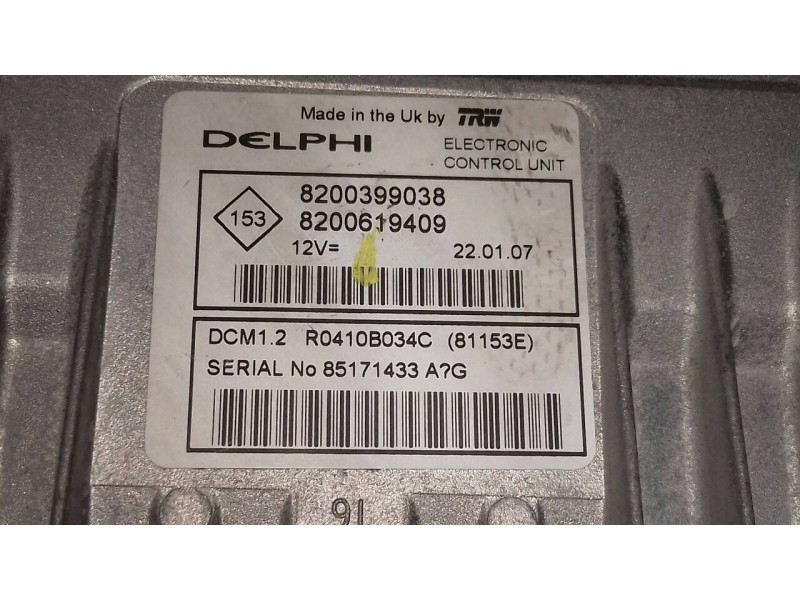 Made in the Uk by TRW
DELPHI
ELECTRONIC
CONTROL UNIT
153
8200399038
8200619409
12V=
22.01.07
DCM1.2 R0410B034C (81153E)
SERIAL No 85171433 A?G
16